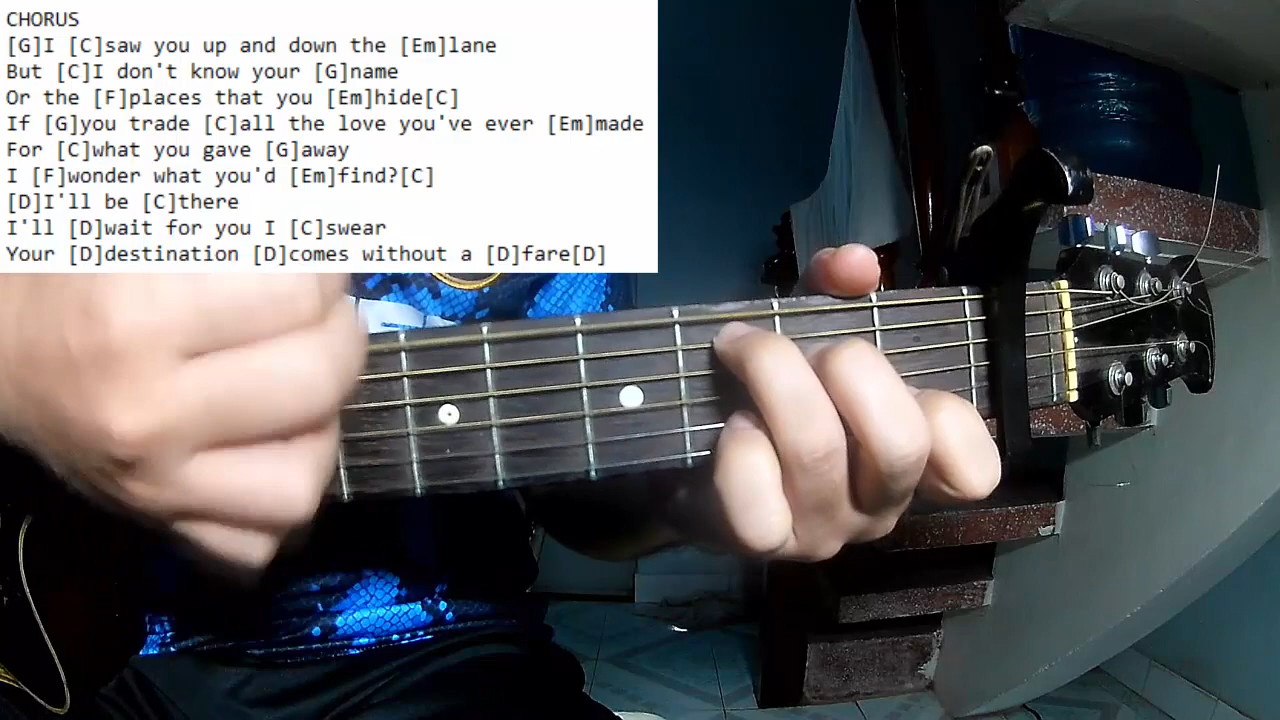 CHORUS
[G]I [C]saw you up and down the [Em]lane
But [C]I don't know your [G]name
Or the [F]places that you [Em]hide[C]
If [G]you trade [C]all the love you've ever [Em]made
For [C]what you gave [G]away
I [F]wonder what you'd [Em]find?[C]
[D]I'll be [C]there
I'll [D]wait for you I [C]swear
Your [D]destination [D]comes without a [D]fare[D]